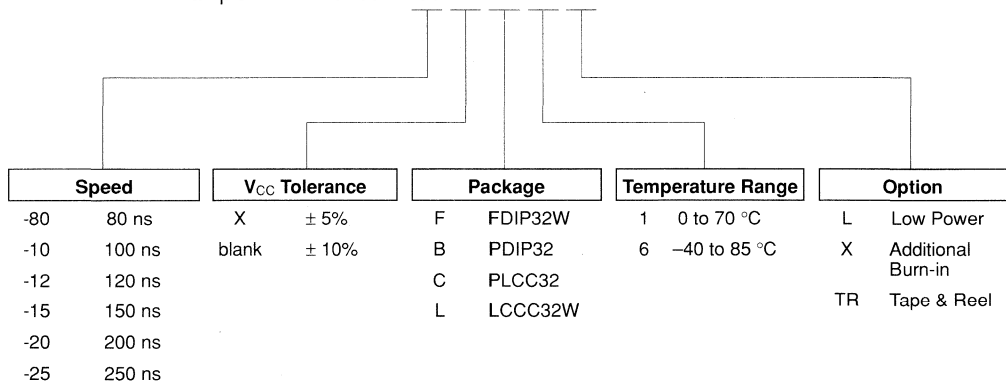 Speed
-80 80 ns
-10 100 ns
-12 120 ns
-15 150 ns
-20 200 ns
-25 250 ns
VCC Tolerance
X ± 5%
blank ± 10%
Package
F FDIP32W
B PDIP32
C PLCC32
L LCCC32W
Temperature Range
1 0 to 70 °C
6 –40 to 85 °C
Option
L Low Power
X Additional
Burn-in
TR Tape & Reel